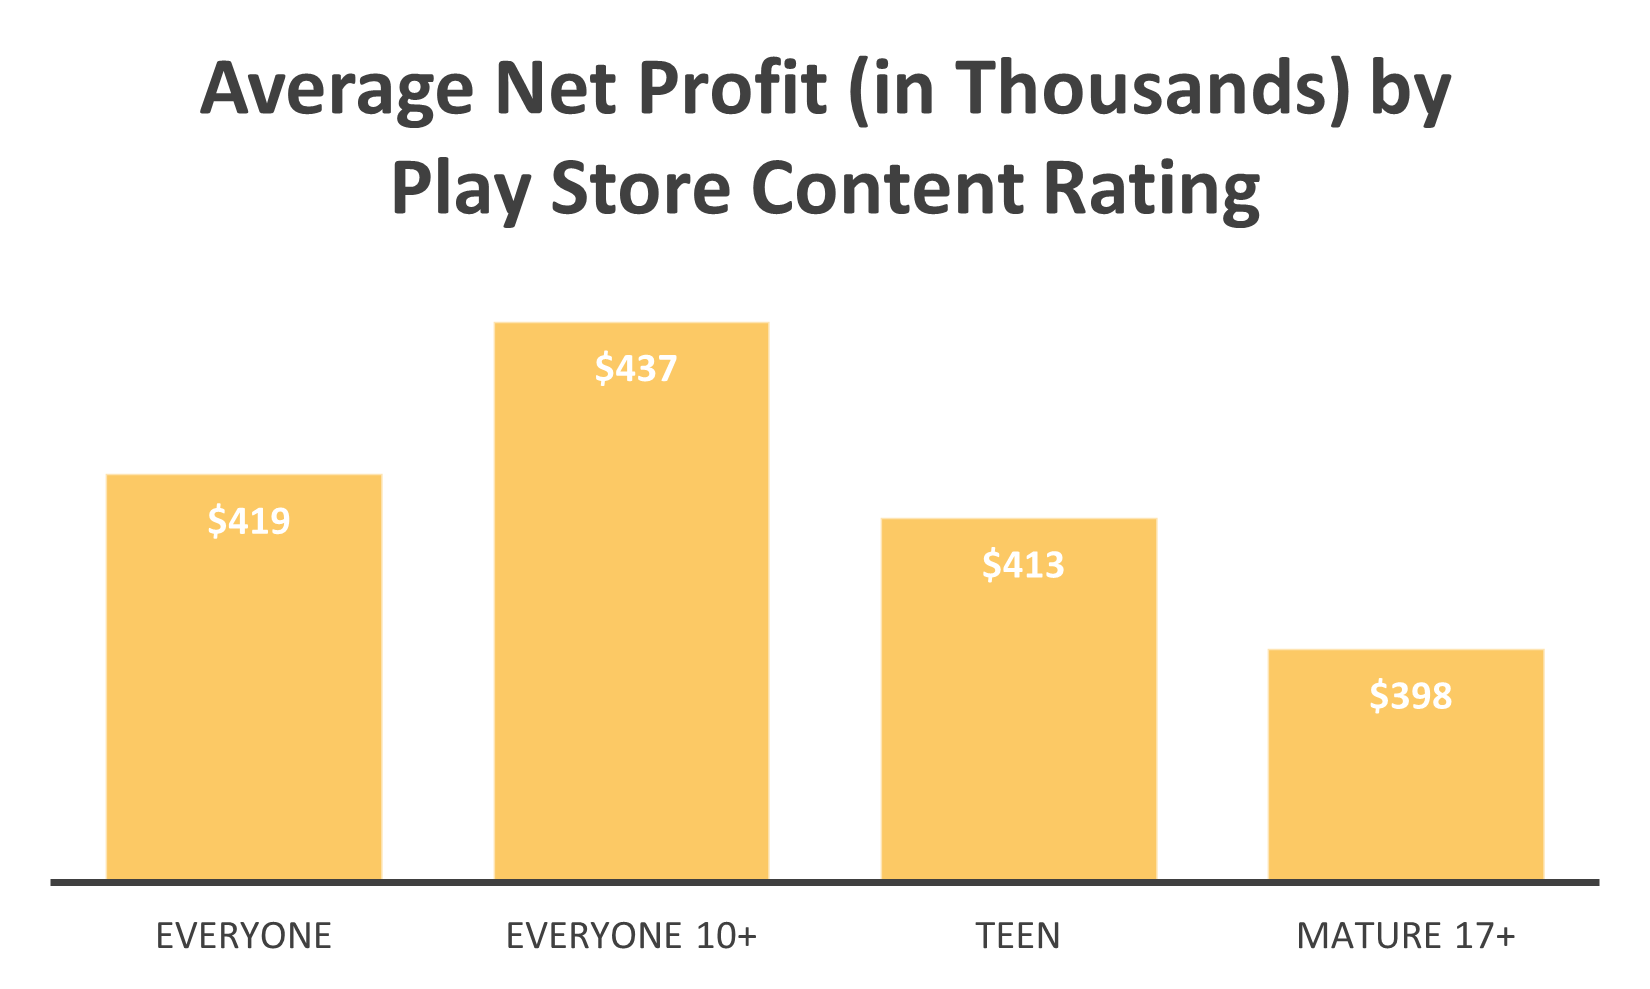 Average Net Profit (in Thousands) by
Play Store Content Rating
$437
$419
$413
$398
EVERYONE
EVERYONE 10+
TEEN
MATURE 17+